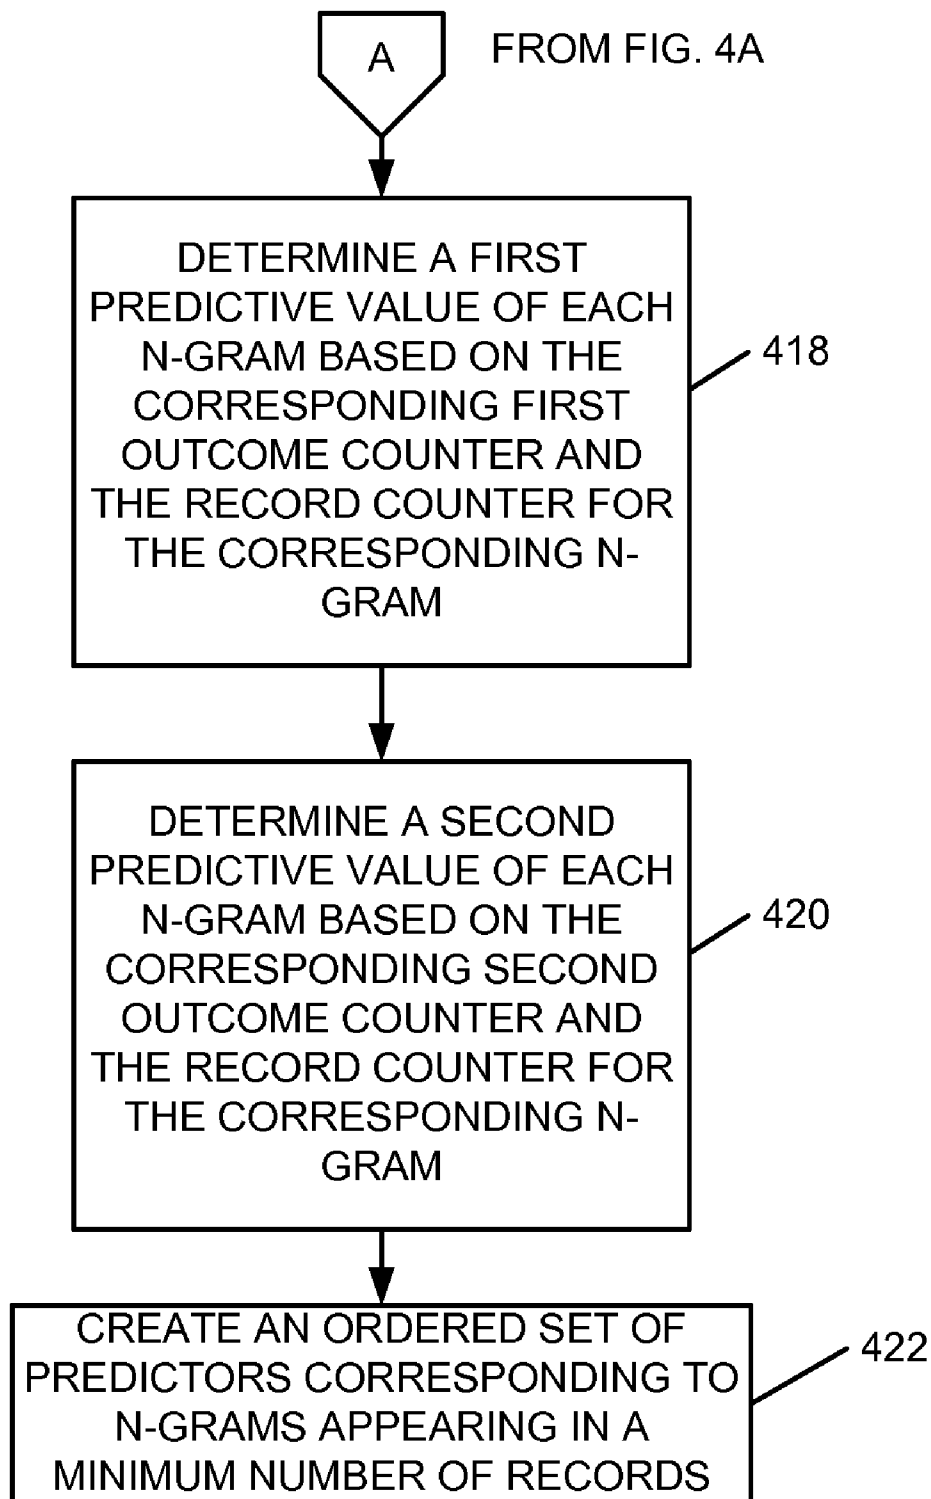 A
FROM FIG. 4A
DETERMINE A FIRST
PREDICTIVE VALUE OF EACH
N-GRAM BASED ON THE
CORRESPONDING FIRST
OUTCOME COUNTER AND
THE RECORD COUNTER FOR
THE CORRESPONDING N-
GRAM
418
DETERMINE A SECOND
PREDICTIVE VALUE OF EACH
N-GRAM BASED ON THE
CORRESPONDING SECOND
OUTCOME COUNTER AND
THE RECORD COUNTER FOR
THE CORRESPONDING N-
GRAM
420
CREATE AN ORDERED SET OF
PREDICTORS CORRESPONDING TO
N-GRAMS APPEARING IN A
MINIMUM NUMBER OF RECORDS
422